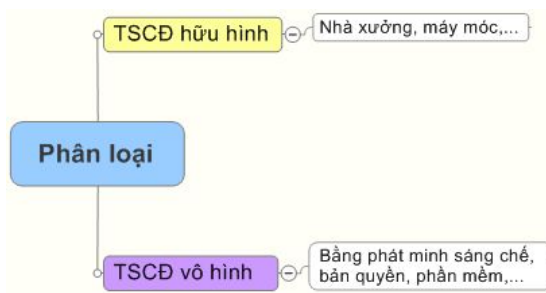 TSCĐ hữu hình
Nhà xưởng, máy móc,...
Phân loại
TSCĐ vô hình
Bằng phát minh sáng chế,
bản quyền, phần mềm,...